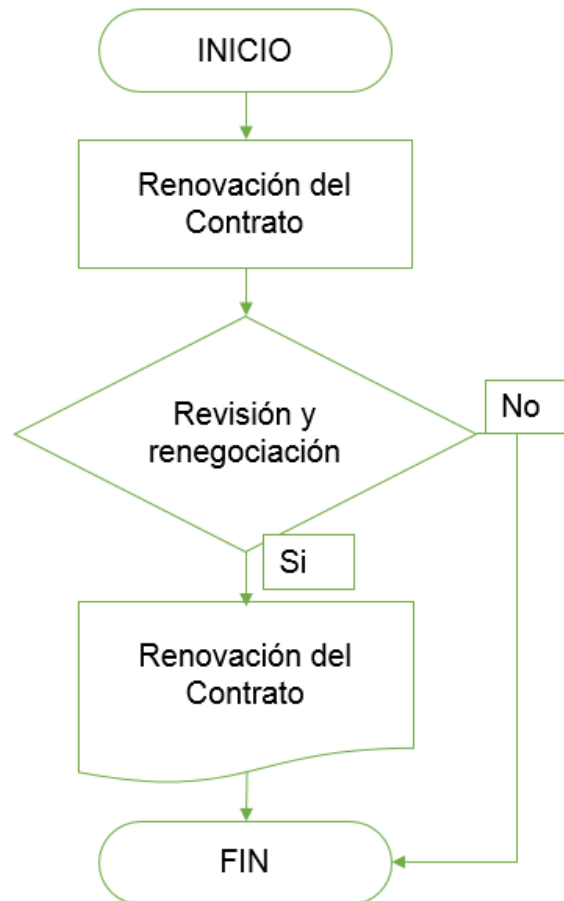 INICIO
Renovación del
Contrato
Revisión y
renegociación
No
Si
Renovación del
Contrato
FIN